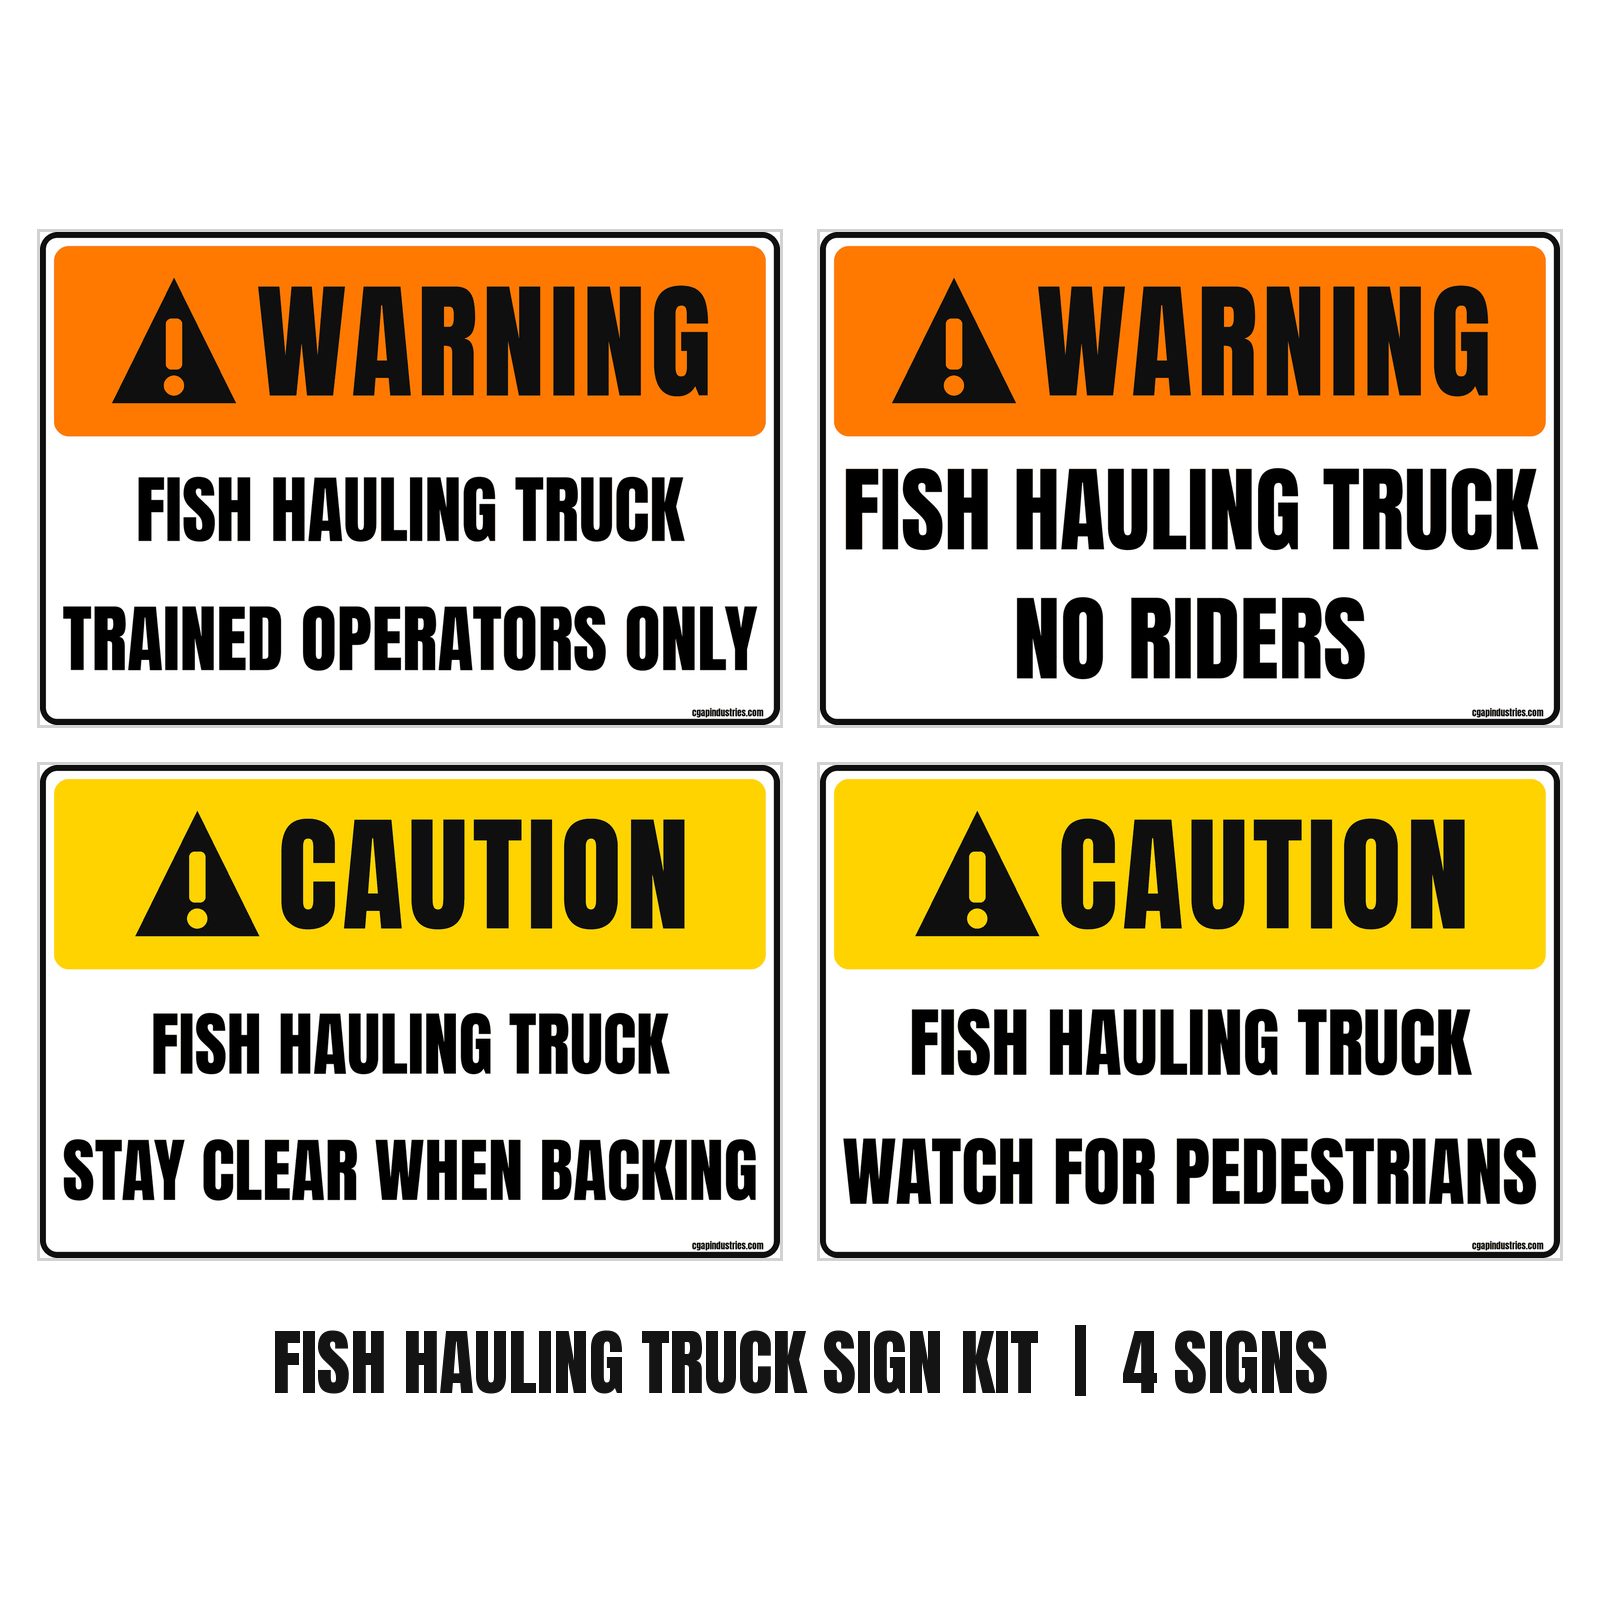 WARNING
FISH HAULING TRUCK
TRAINED OPERATORS ONLY
cgapindustries.com
WARNING
FISH HAULING TRUCK
NO RIDERS
cgapindustries.com
CAUTION
FISH HAULING TRUCK
STAY CLEAR WHEN BACKING
cgapindustries.com
CAUTION
FISH HAULING TRUCK
WATCH FOR PEDESTRIANS
cgapindustries.com
FISH HAULING TRUCK SIGN KIT | 4 SIGNS